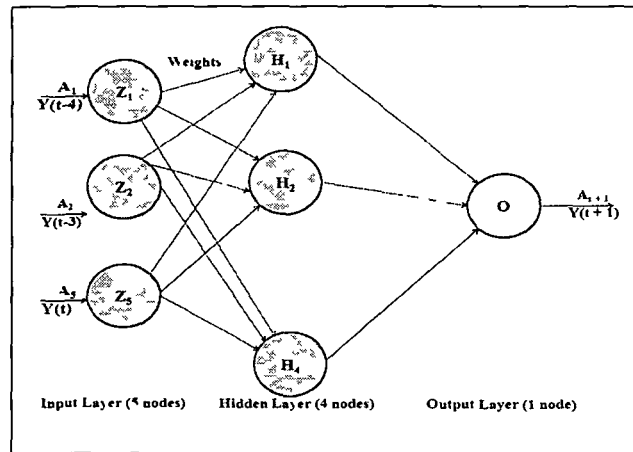 Weights
H1
A1
Y(t-4)
Z1
Z2
H2
A2
Y(t-3)
O
At+1
Y(t+1)
A5
Y(t)
Z5
H4
Input Layer (5 nodes) Hidden Layer (4 nodes) Output Layer (1 node)